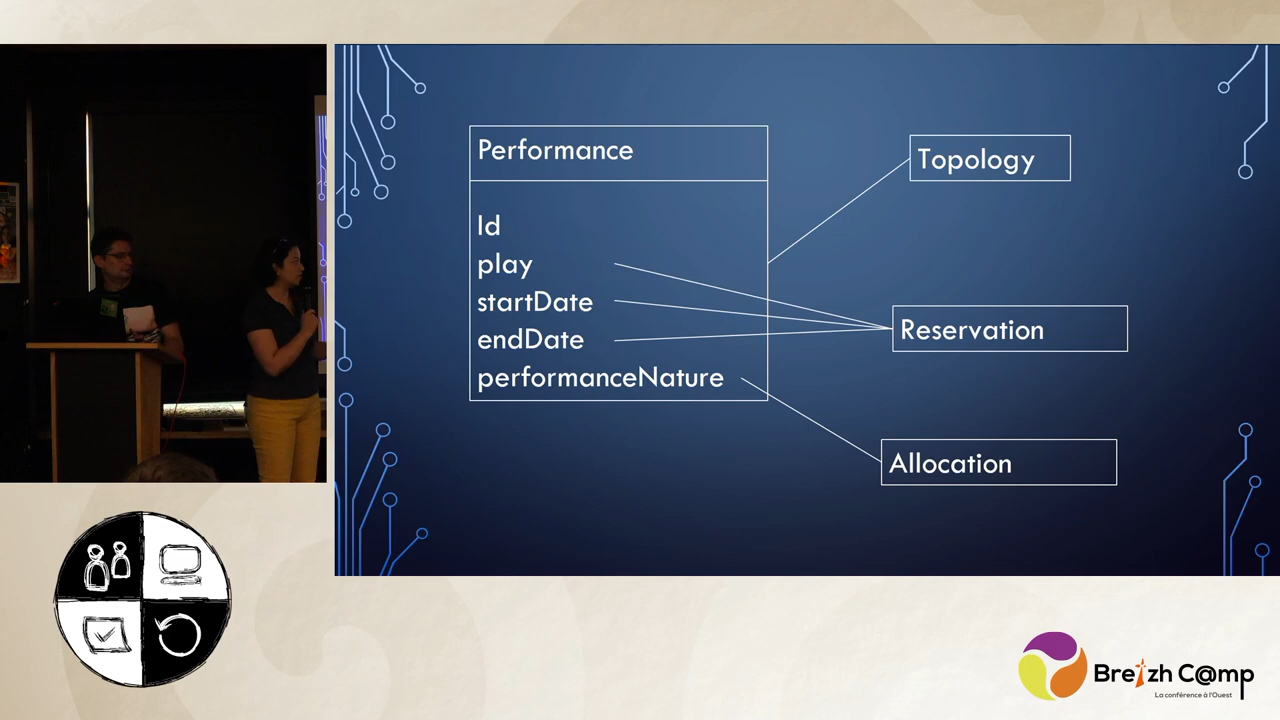 Performance
Id
play
startDate
endDate
performanceNature
Topology
Reservation
Allocation
Breizh C@mp
La conférence à l'Ouest